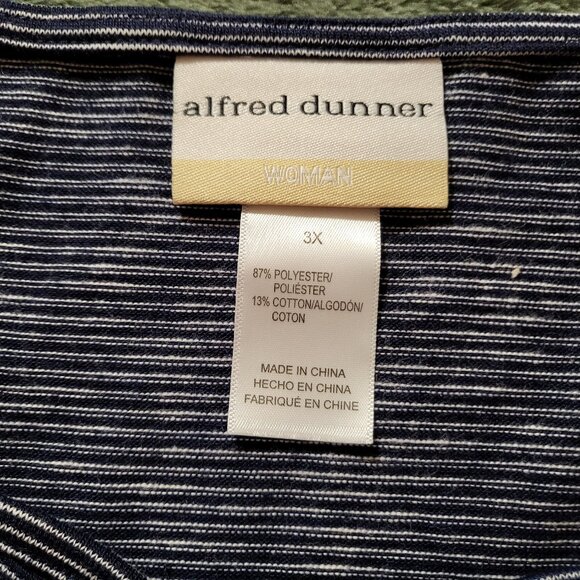 alfred dunner
WOMAN
3X
87% POLYESTER/
POLIÉSTER
13% COTTON/ALGODÓN/
COTON
MADE IN CHINA
HECHO EN CHINA
FABRIQUÉ EN CHINE